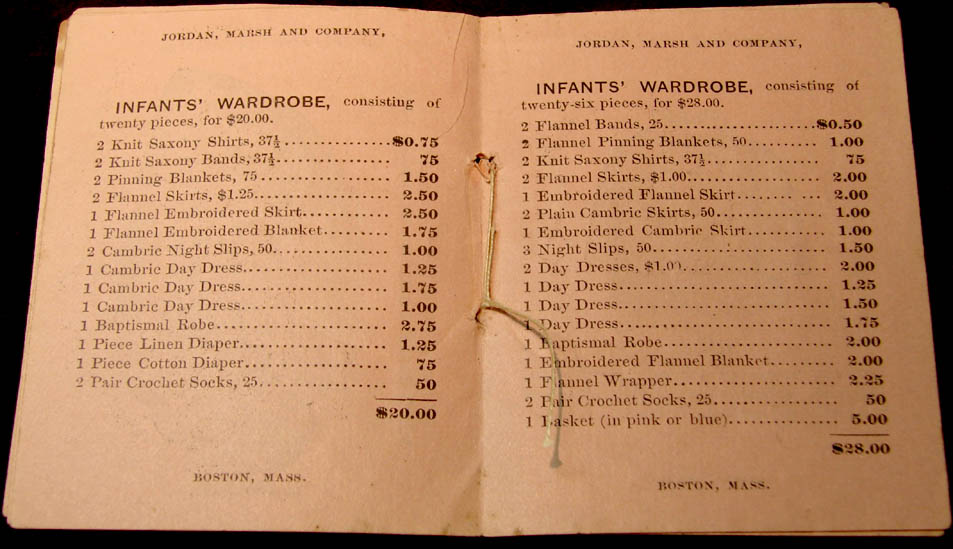 JORDAN, MARSH AND COMPANY,
INFANTS' WARDROBE, consisting of
twenty pieces, for $20.00.
2 Knit Saxony Shirts, 37½ .................. $0.75
2 Knit Saxony Bands, 37½ .................. 75
2 Pinning Blankets, 75 .................. 1.50
2 Flannel Skirts, $1.25 .................. 2.50
1 Flannel Embroidered Skirt .................. 2.50
1 Flannel Embroidered Blanket .................. 1.75
2 Cambric Night Slips, 50 .................. 1.00
1 Cambric Day Dress .................. 1.25
1 Cambric Day Dress .................. 1.75
1 Cambric Day Dress .................. 1.00
1 Baptismal Robe .................. 2.75
1 Piece Linen Diaper .................. 1.25
1 Piece Cotton Diaper .................. 75
2 Pair Crochet Socks, 25 .................. 50
$20.00
BOSTON, MASS.
JORDAN, MARSH AND COMPANY,
INFANTS' WARDROBE, consisting of
twenty-six pieces, for $28.00.
2 Flannel Bands, 25 .................. $0.50
2 Flannel Pinning Blankets, 50 .................. 1.00
2 Knit Saxony Shirts, 37½ .................. 75
2 Flannel Skirts, $1.00 .................. 2.00
1 Embroidered Flannel Skirt .................. 2.00
2 Plain Cambric Skirts, 50 .................. 1.00
1 Embroidered Cambric Skirt .................. 1.00
3 Night Slips, 50 .................. 1.50
2 Day Dresses, $1.00 .................. 2.00
1 Day Dress .................. 1.25
1 Day Dress .................. 1.50
1 Day Dress .................. 1.75
1 Baptismal Robe .................. 2.00
1 Embroidered Flannel Blanket .................. 2.00
1 Flannel Wrapper .................. 2.25
2 Pair Crochet Socks, 25 .................. 50
1 Basket (in pink or blue) .................. 5.00
$28.00
BOSTON, MASS.